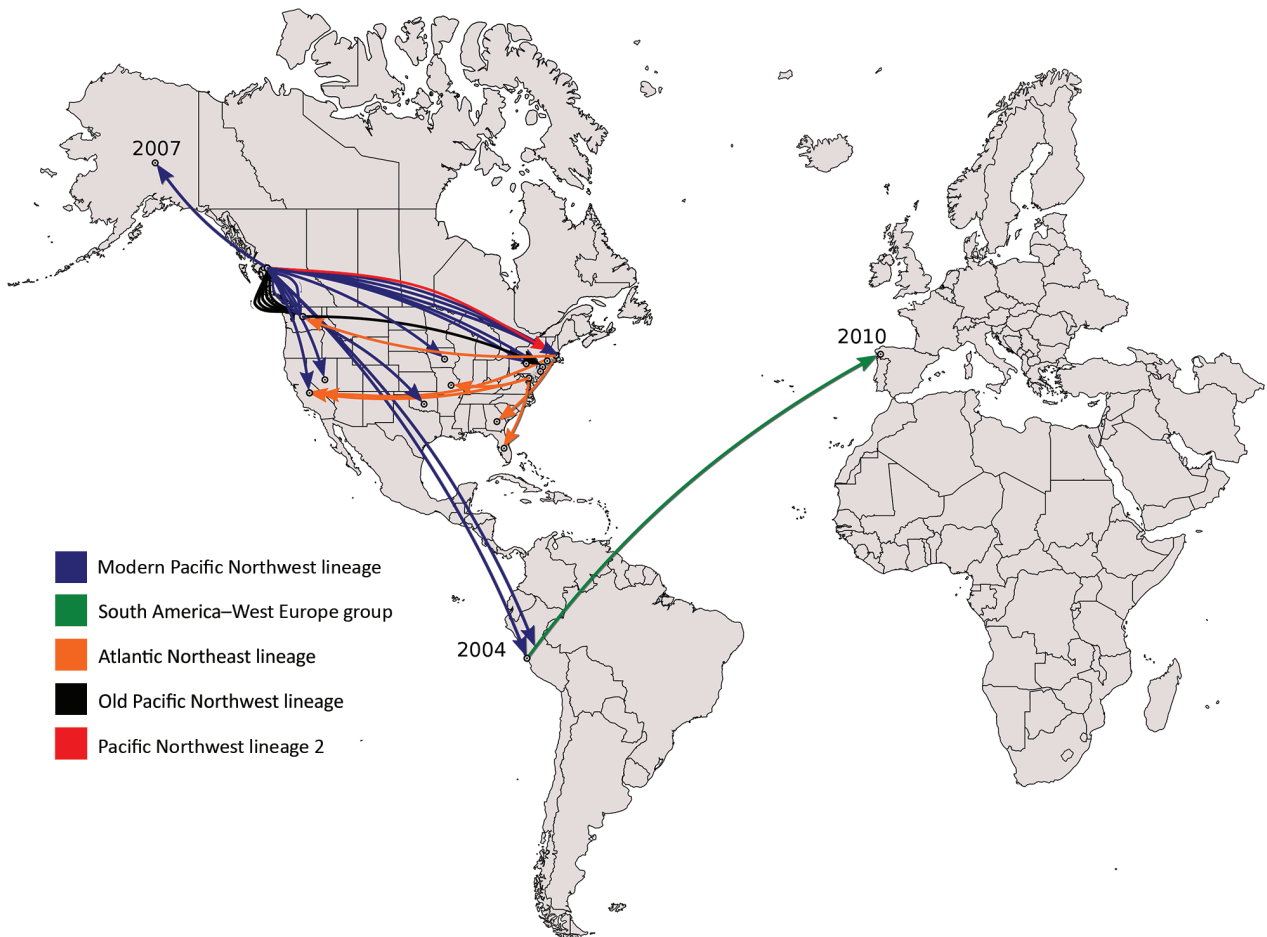 2007
2010
2004
Modern Pacific Northwest lineage
South America–West Europe group
Atlantic Northeast lineage
Old Pacific Northwest lineage
Pacific Northwest lineage 2